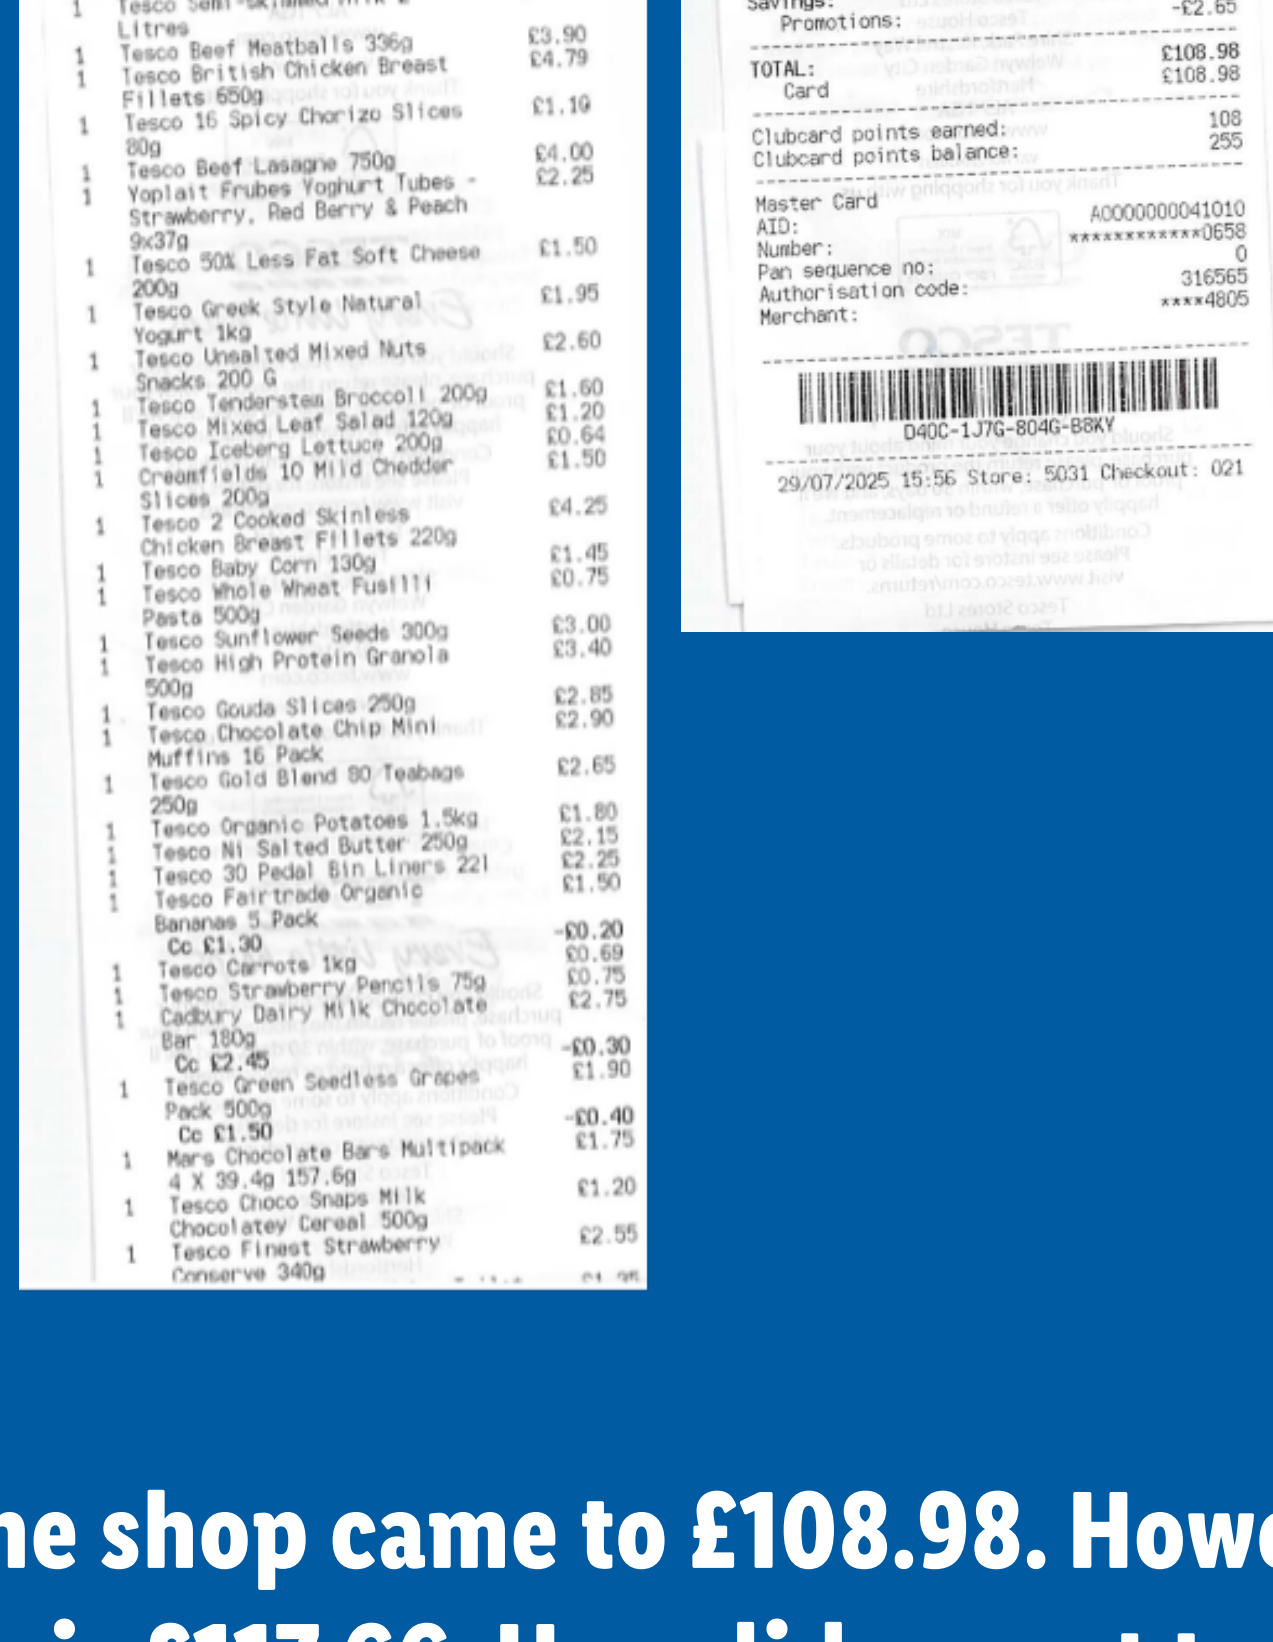 1 Tesco Semi-Skimmed Milk 2
Litres
1 Tesco Beef Meatballs 336g £3.90
1 Tesco British Chicken Breast £4.79
Fillets 650g
1 Tesco 16 Spicy Chorizo Slices £1.10
80g
1 Tesco Beef Lasagne 750g £4.00
1 Yoplait Frubes Yoghurt Tubes - £2.25
Strawberry, Red Berry & Peach
9x37g
1 Tesco 50% Less Fat Soft Cheese £1.50
200g
1 Tesco Greek Style Natural £1.95
Yogurt 1kg
1 Tesco Unsalted Mixed Nuts £2.60
Snacks 200 G
1 Tesco Tenderstem Broccoli 200g £1.60
1 Tesco Mixed Leaf Salad 120g £1.20
1 Tesco Iceberg Lettuce 200g £0.64
1 Creamfields 10 Mild Chedder £1.50
Slices 200g
1 Tesco 2 Cooked Skinless £4.25
Chicken Breast Fillets 220g
1 Tesco Baby Corn 130g £1.45
1 Tesco Whole Wheat Fusilli £0.75
Pasta 500g
1 Tesco Sunflower Seeds 300g £3.00
1 Tesco High Protein Granola £3.40
500g
1 Tesco Gouda Slices 250g £2.85
1 Tesco Chocolate Chip Mini £2.90
Muffins 16 Pack
1 Tesco Gold Blend 80 Teabags £2.65
250g
1 Tesco Organic Potatoes 1.5kg £1.80
1 Tesco Ni Salted Butter 250g £2.15
1 Tesco 30 Pedal Bin Liners 22l £2.25
1 Tesco Fairtrade Organic £1.50
Bananas 5 Pack
Cc £1.30 -£0.20
1 Tesco Carrots 1kg £0.69
1 Tesco Strawberry Pencils 75g £0.75
1 Cadbury Dairy Milk Chocolate £2.75
Bar 180g
Cc £2.45 -£0.30
1 Tesco Green Seedless Grapes £1.90
Pack 500g
Cc £1.50 -£0.40
1 Mars Chocolate Bars Multipack £1.75
4 X 39.4g 157.6g
1 Tesco Choco Snaps Milk £1.20
Chocolatey Cereal 500g
1 Tesco Finest Strawberry £2.55
Conserve 340g
Savings:
Promotions: -£2.65
TOTAL: £108.98
Card £108.98
Clubcard points earned: 108
Clubcard points balance: 255
Master Card
AID: A0000000041010
Number: ************0658
Pan sequence no: 0
Authorisation code: 316565
Merchant: ****4805
D40C-1J7G-804G-B8KY
29/07/2025 15:56 Store: 5031 Checkout: 021
shop came to £108.98.